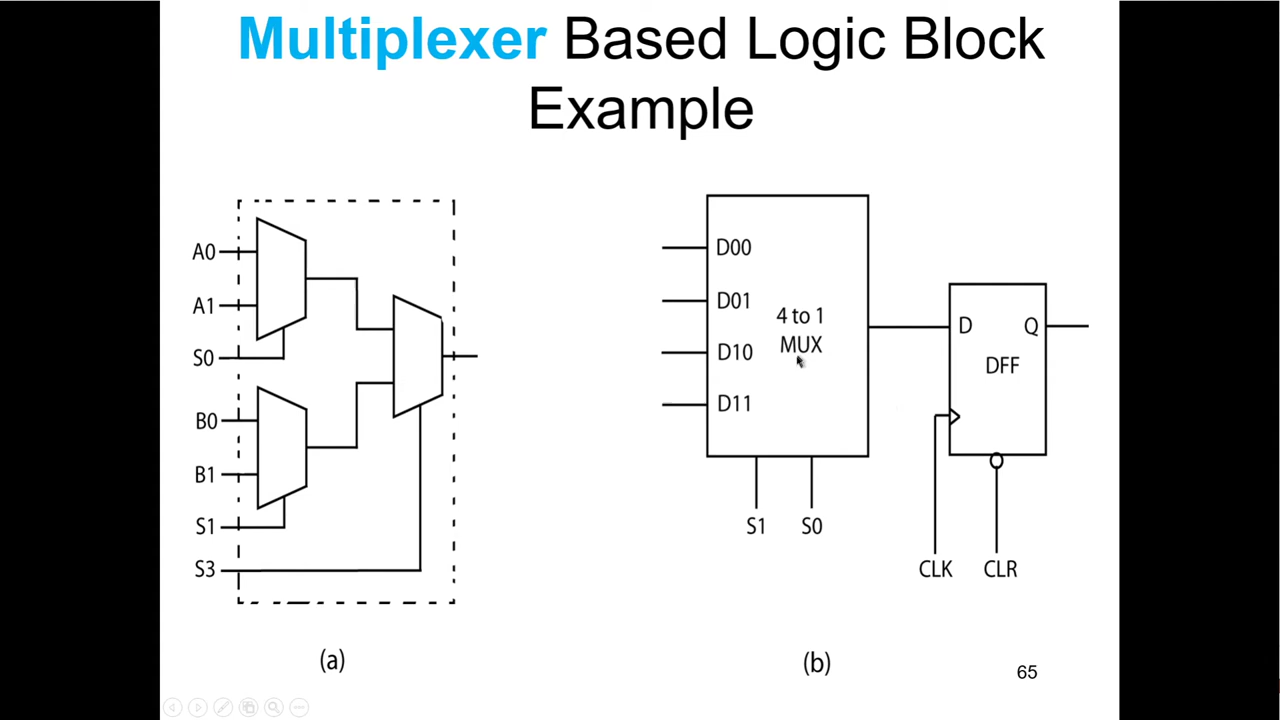 Multiplexer Based Logic Block
Example
A0
A1
S0
B0
B1
S1
S3
(a)
D00
D01
D10
D11
4 to 1
MUX
S1 S0
D Q
DFF
CLK CLR
(b)
65